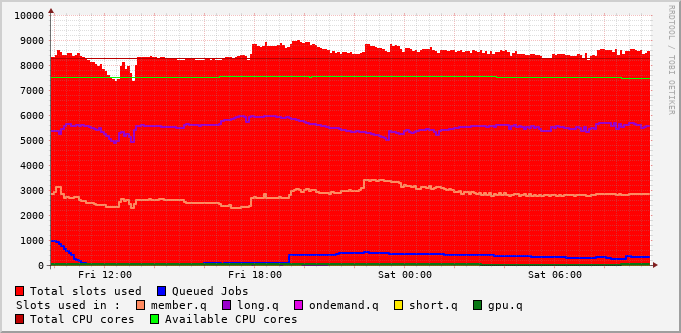 10000
9000
8000
7000
6000
5000
4000
3000
2000
1000
0
Fri 12:00 Fri 18:00 Sat 00:00 Sat 06:00
RRDTOOL / TOBI OETIKER
Total slots used Queued Jobs
Slots used in : member.q long.q ondemand.q short.q gpu.q
Total CPU cores Available CPU cores